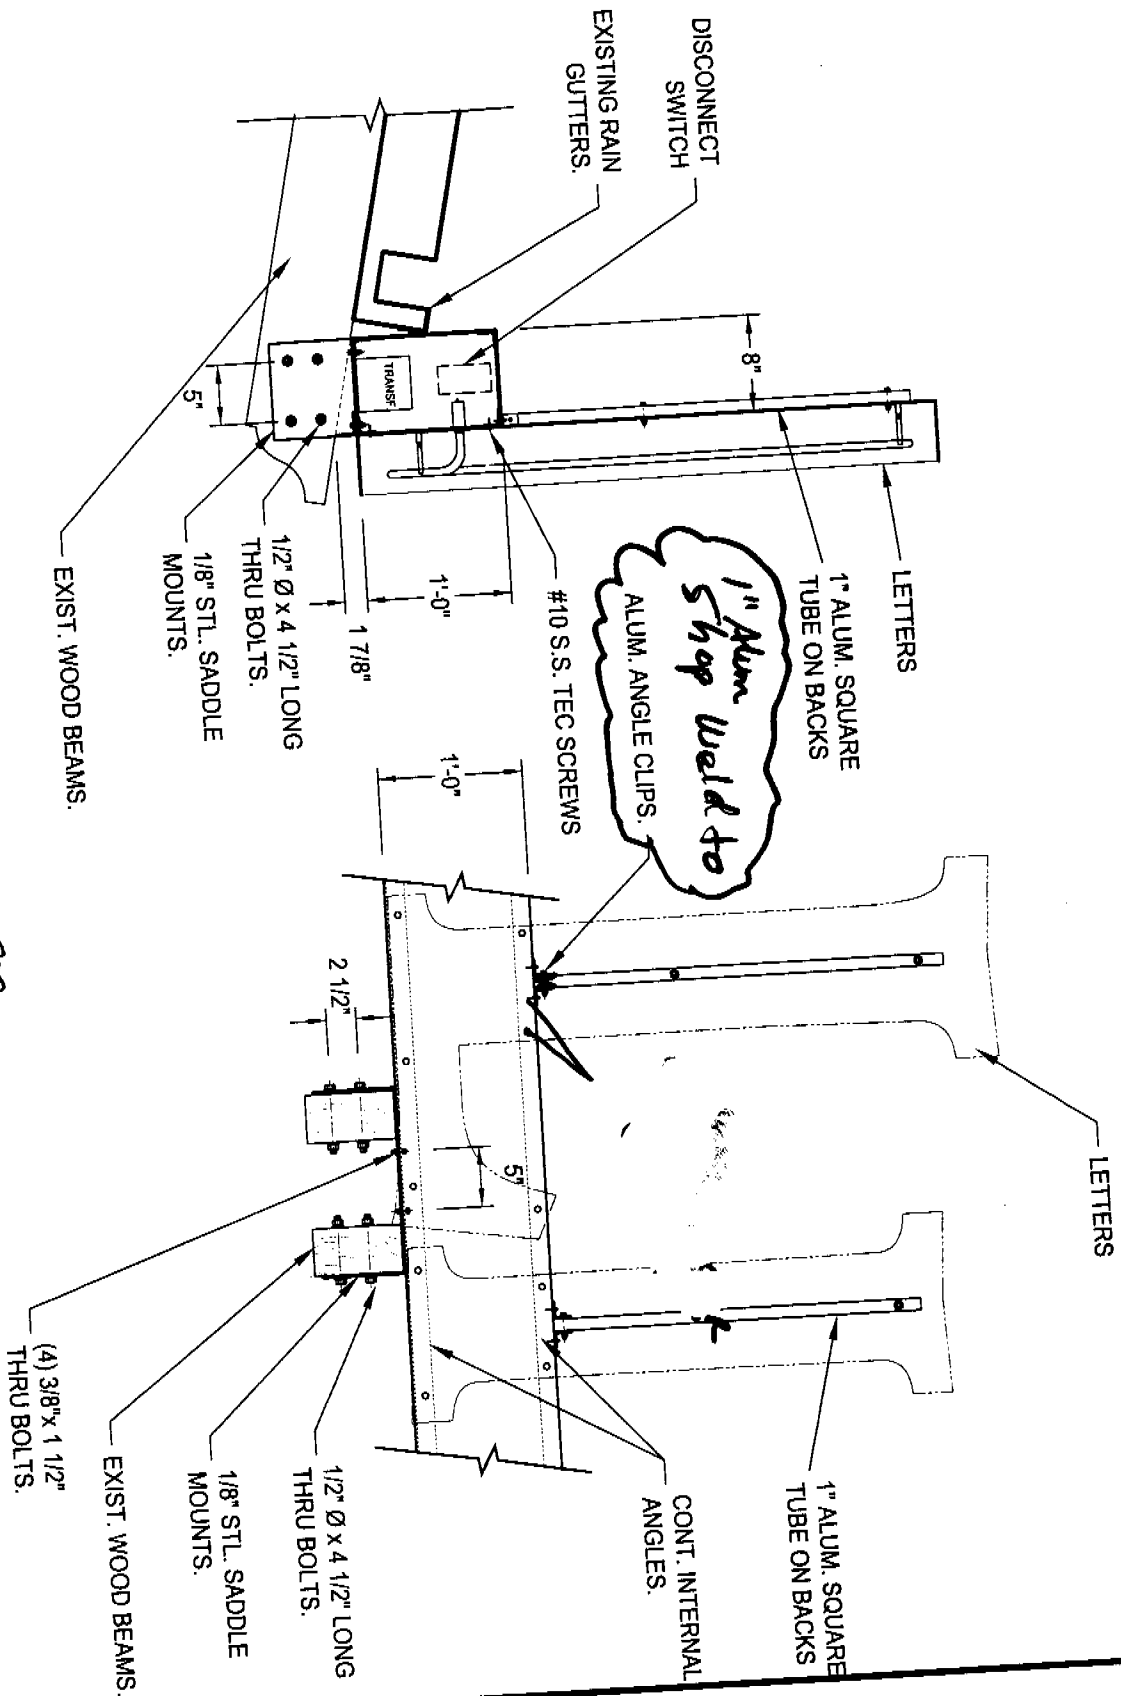 DISCONNECT
SWITCH
EXISTING RAIN
GUTTERS.
TRANSF
8"
5"
LETTERS
1" ALUM. SQUARE
TUBE ON BACKS
1" Alum
Shop Weld to
ALUM. ANGLE CLIPS.
#10 S.S. TEC SCREWS
1'-0"
1 7/8"
1/2" Ø x 4 1/2" LONG
THRU BOLTS.
1/8" STL. SADDLE
MOUNTS.
EXIST. WOOD BEAMS.
1'-0"
2 1/2"
5"
LETTERS
1" ALUM. SQUARE
TUBE ON BACKS
CONT. INTERNAL
ANGLES.
1/2" Ø x 4 1/2" LONG
THRU BOLTS.
1/8" STL. SADDLE
MOUNTS.
EXIST. WOOD BEAMS.
(4) 3/8"x 1 1/2"
THRU BOLTS.